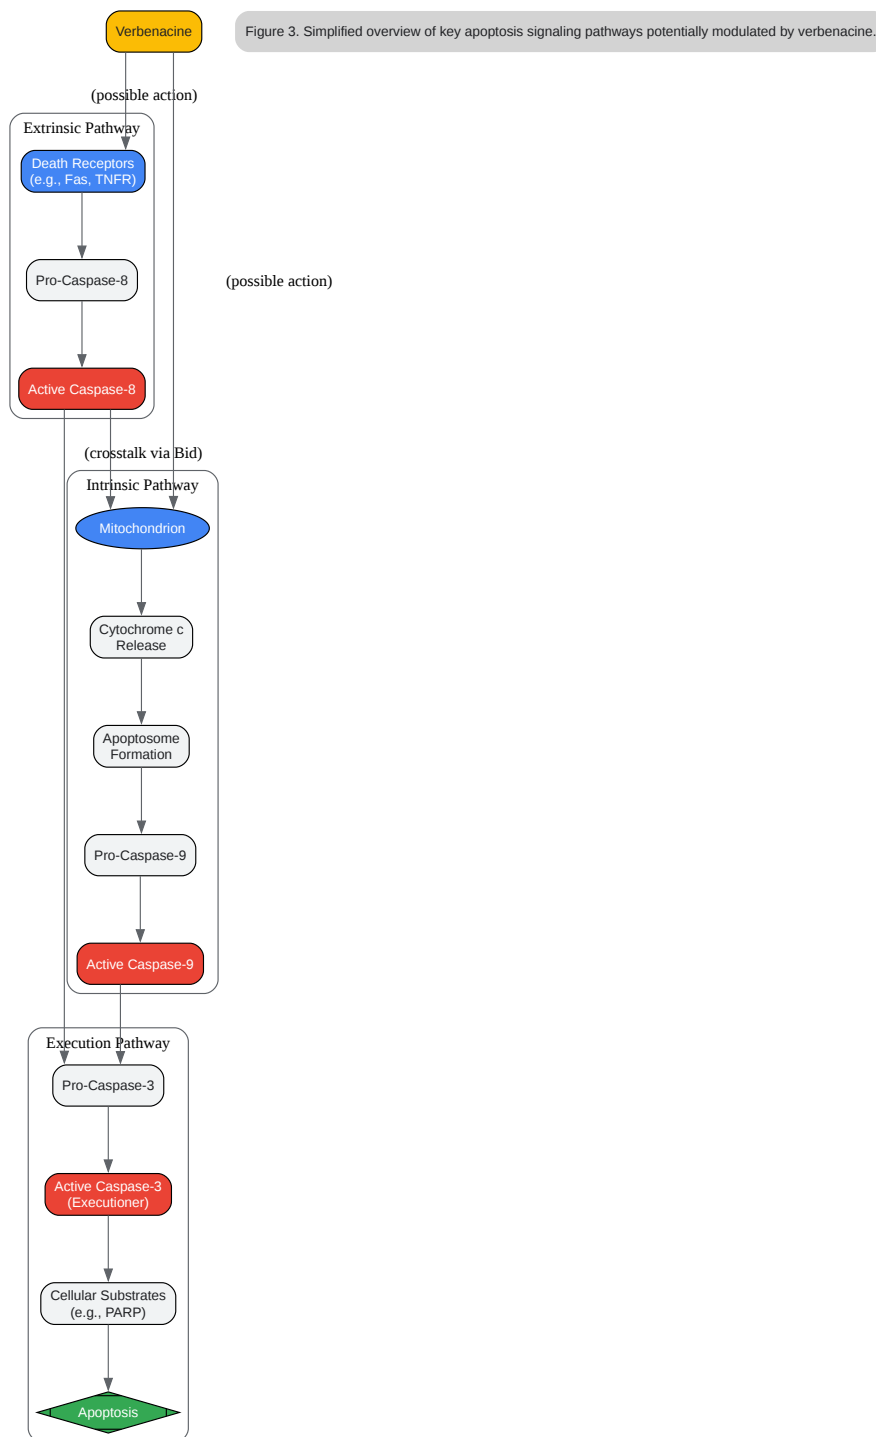 Verbenacine
Figure 3. Simplified overview of key apoptosis signaling pathways potentially modulated by verbenacine.
(possible action)
Extrinsic Pathway
Death Receptors
(e.g., Fas, TNFR)
Pro-Caspase-8
(possible action)
Active Caspase-8
(crosstalk via Bid)
Intrinsic Pathway
Mitochondrion
Cytochrome c
Release
Apoptosome
Formation
Pro-Caspase-9
Active Caspase-9
Execution Pathway
Pro-Caspase-3
Active Caspase-3
(Executioner)
Cellular Substrates
(e.g., PARP)
Apoptosis